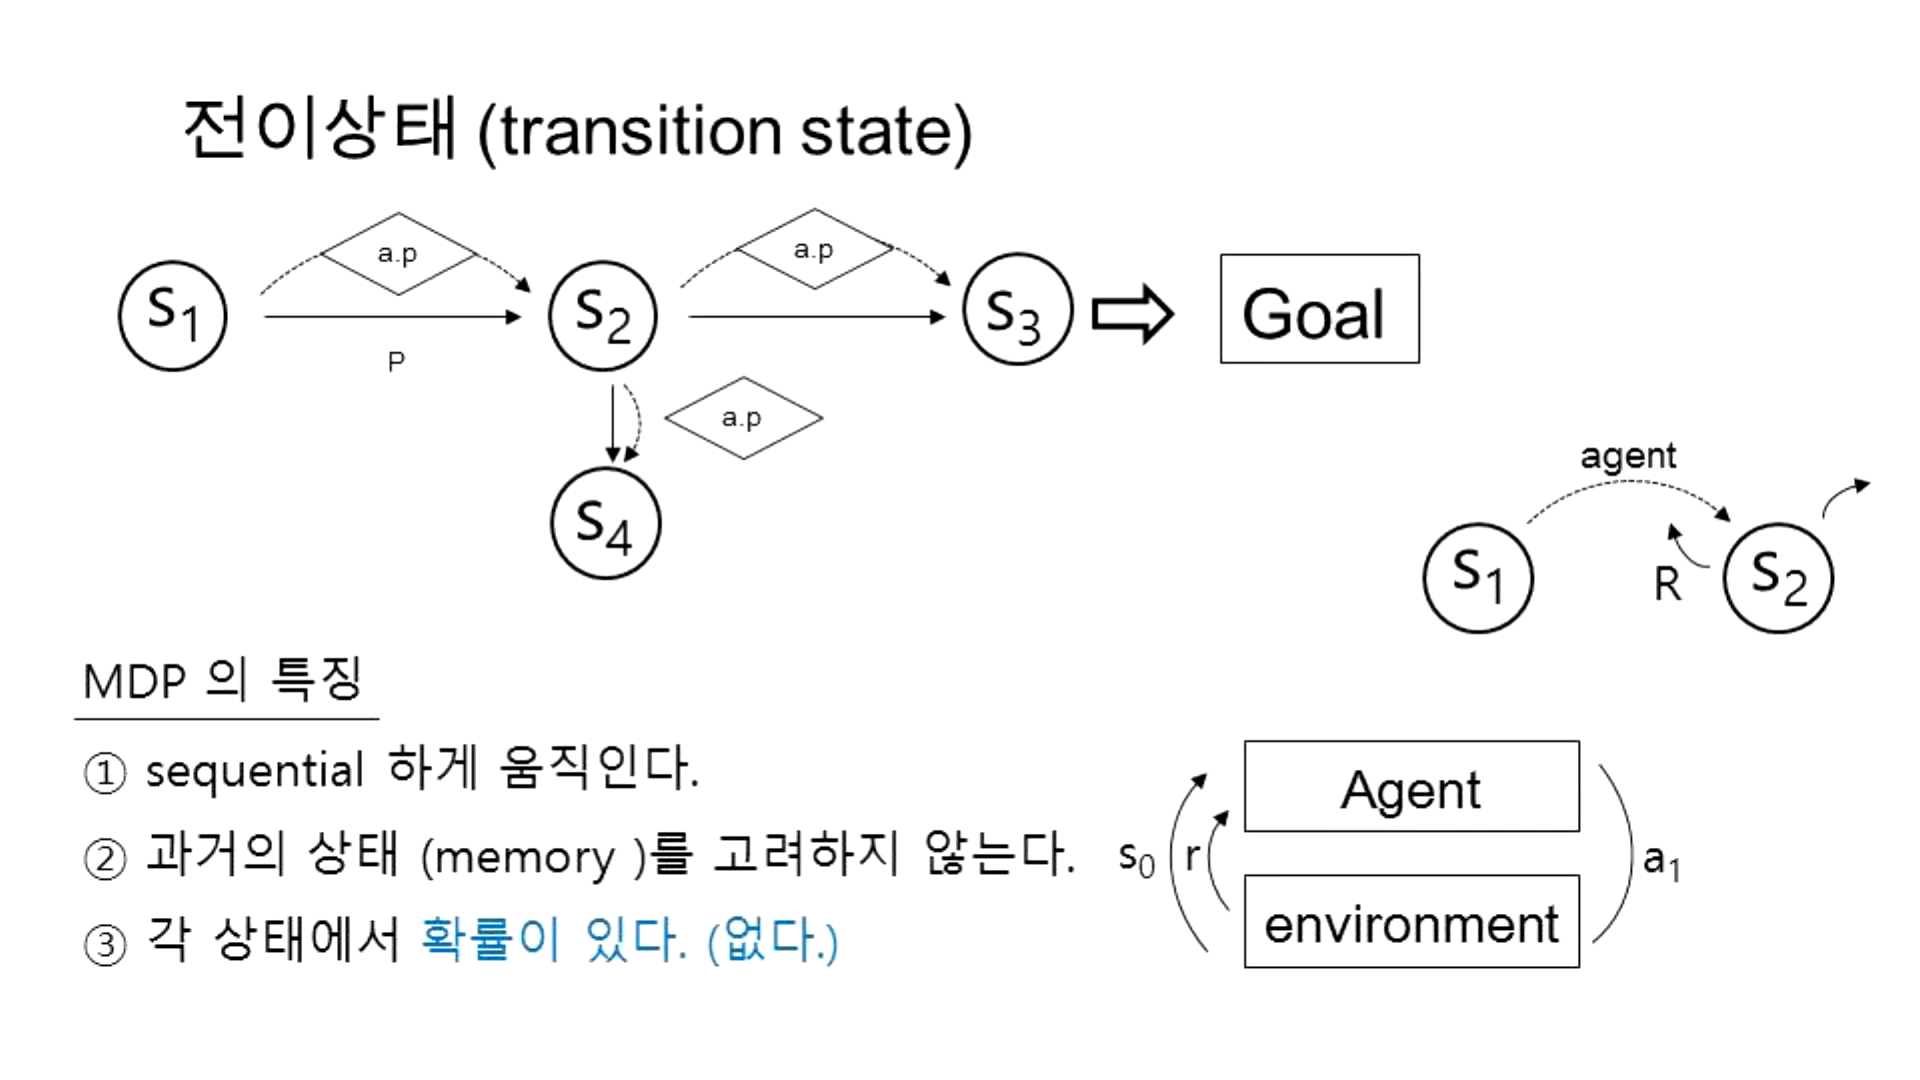 전이상태 (transition state)
a.p
a.p
S1
S2
S3
Goal
P
a.p
S4
agent
S1
R
S2
MDP 의 특징
① sequential 하게 움직인다.
② 과거의 상태 (memory )를 고려하지 않는다.
③ 각 상태에서 확률이 있다. (없다.)
Agent
s0
r
a1
environment